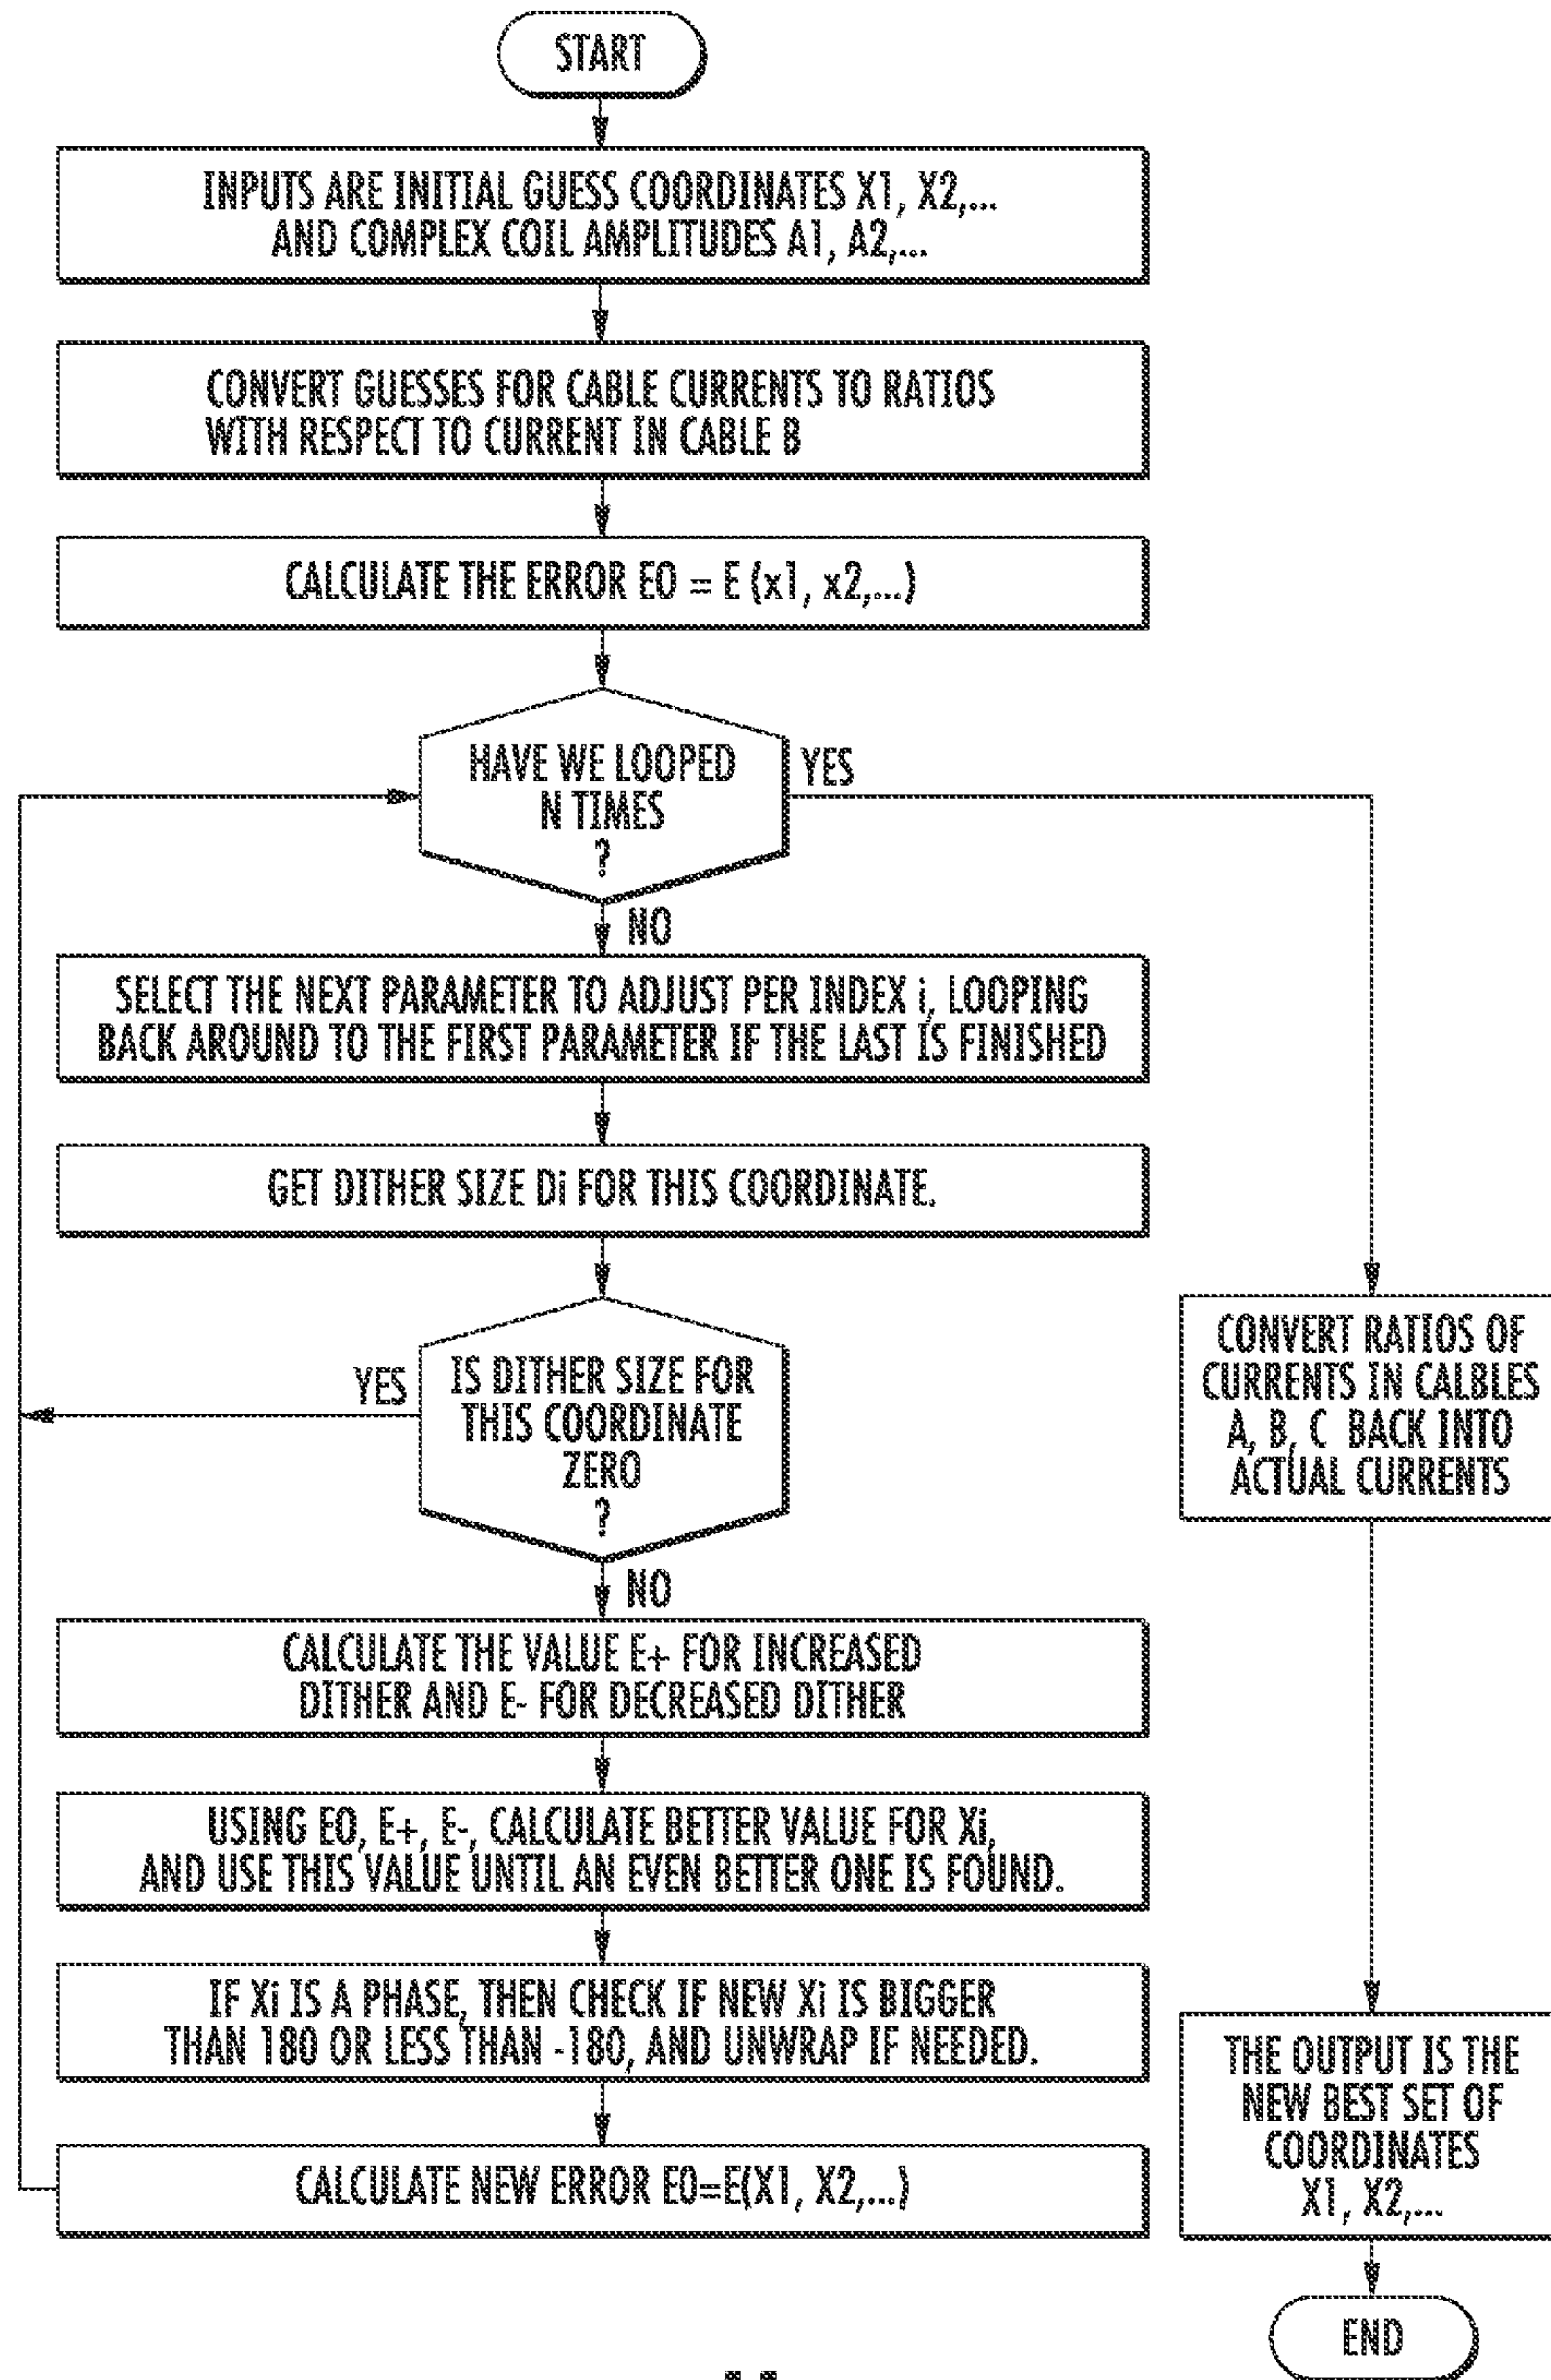 START
INPUTS ARE INITIAL GUESS COORDINATES X1, X2,...
AND COMPLEX COIL AMPLITUDES A1, A2,...
CONVERT GUESSES FOR CABLE CURRENTS TO RATIOS
WITH RESPECT TO CURRENT IN CABLE B
CALCULATE THE ERROR E0 = E (x1, x2,...)
HAVE WE LOOPED
N TIMES
?
YES
NO
SELECT THE NEXT PARAMETER TO ADJUST PER INDEX i, LOOPING
BACK AROUND TO THE FIRST PARAMETER IF THE LAST IS FINISHED
GET DITHER SIZE Di FOR THIS COORDINATE.
IS DITHER SIZE FOR
THIS COORDINATE
ZERO
?
YES
NO
CALCULATE THE VALUE E+ FOR INCREASED
DITHER AND E- FOR DECREASED DITHER
USING E0, E+, E-, CALCULATE BETTER VALUE FOR Xi,
AND USE THIS VALUE UNTIL AN EVEN BETTER ONE IS FOUND.
IF Xi IS A PHASE, THEN CHECK IF NEW Xi IS BIGGER
THAN 180 OR LESS THAN -180, AND UNWRAP IF NEEDED.
CALCULATE NEW ERROR E0=E(X1, X2,...)
CONVERT RATIOS OF
CURRENTS IN CALBLES
A, B, C BACK INTO
ACTUAL CURRENTS
THE OUTPUT IS THE
NEW BEST SET OF
COORDINATES
X1, X2,...
END